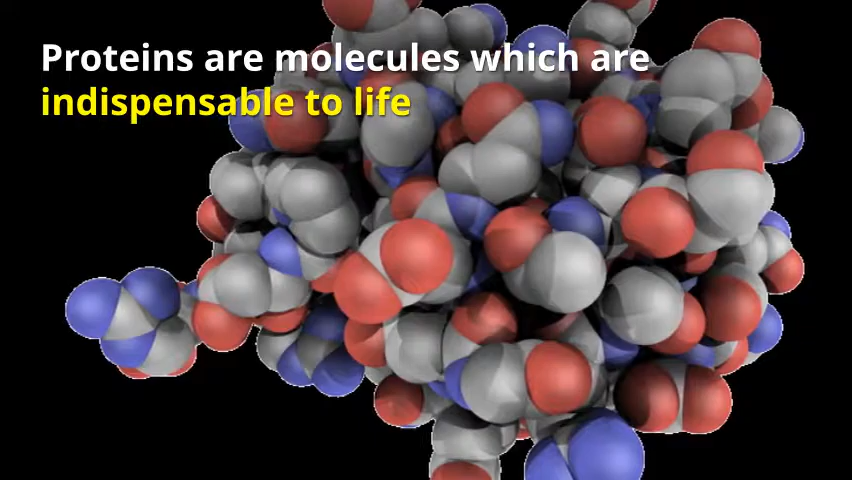 Proteins are molecules which are
indispensable to life